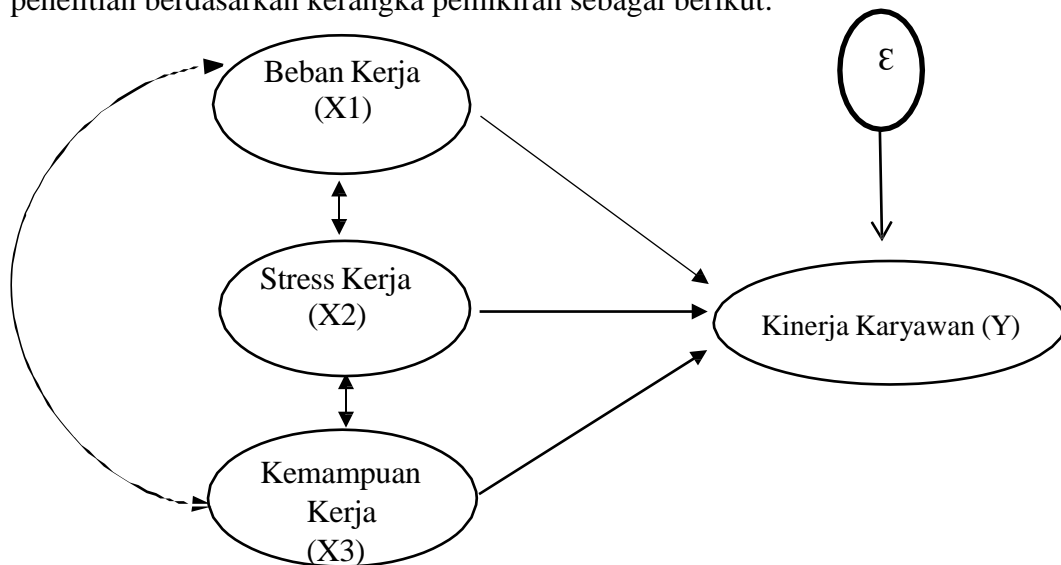 penelitian berdasarkan kerangka pemikiran sebagai berikut:
Beban Kerja
(X1)
ε
Stress Kerja
(X2)
Kinerja Karyawan (Y)
Kemampuan
Kerja
(X3)